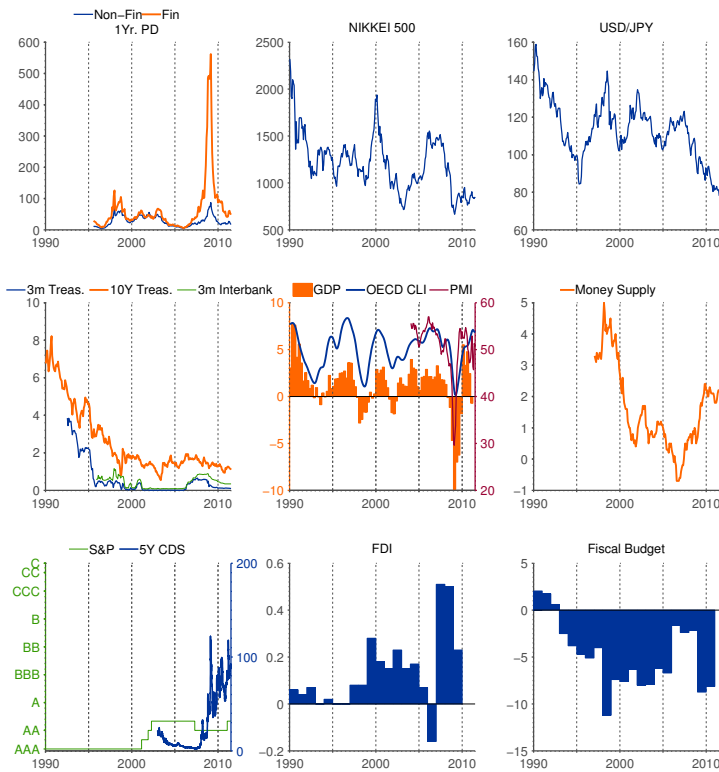 Non−Fin Fin
1Yr. PD NIKKEI 500 USD/JPY
600 2500 160
500 2000 140
400 1500 120
300 1000 100
200 500 80
100 60
0
1990 2000 2010 1990 2000 2010 1990 2000 2010
3m Treas. 10Y Treas. 3m Interbank GDP OECD CLI PMI Money Supply
10 10 60 5
8 5 50 4
6 0 40 3
4 −5 30 2
2 −10 20 1
0 0
−1
1990 2000 2010 1990 2000 2010 1990 2000 2010
S&P 5Y CDS FDI Fiscal Budget
C 200 0.6 5
CC 100 0.4 0
CCC 0 0.2 −5
B 0 −10
BB −0.2 −15
BBB
A
AA
AAA
1990 2000 2010 1990 2000 2010 1990 2000 2010